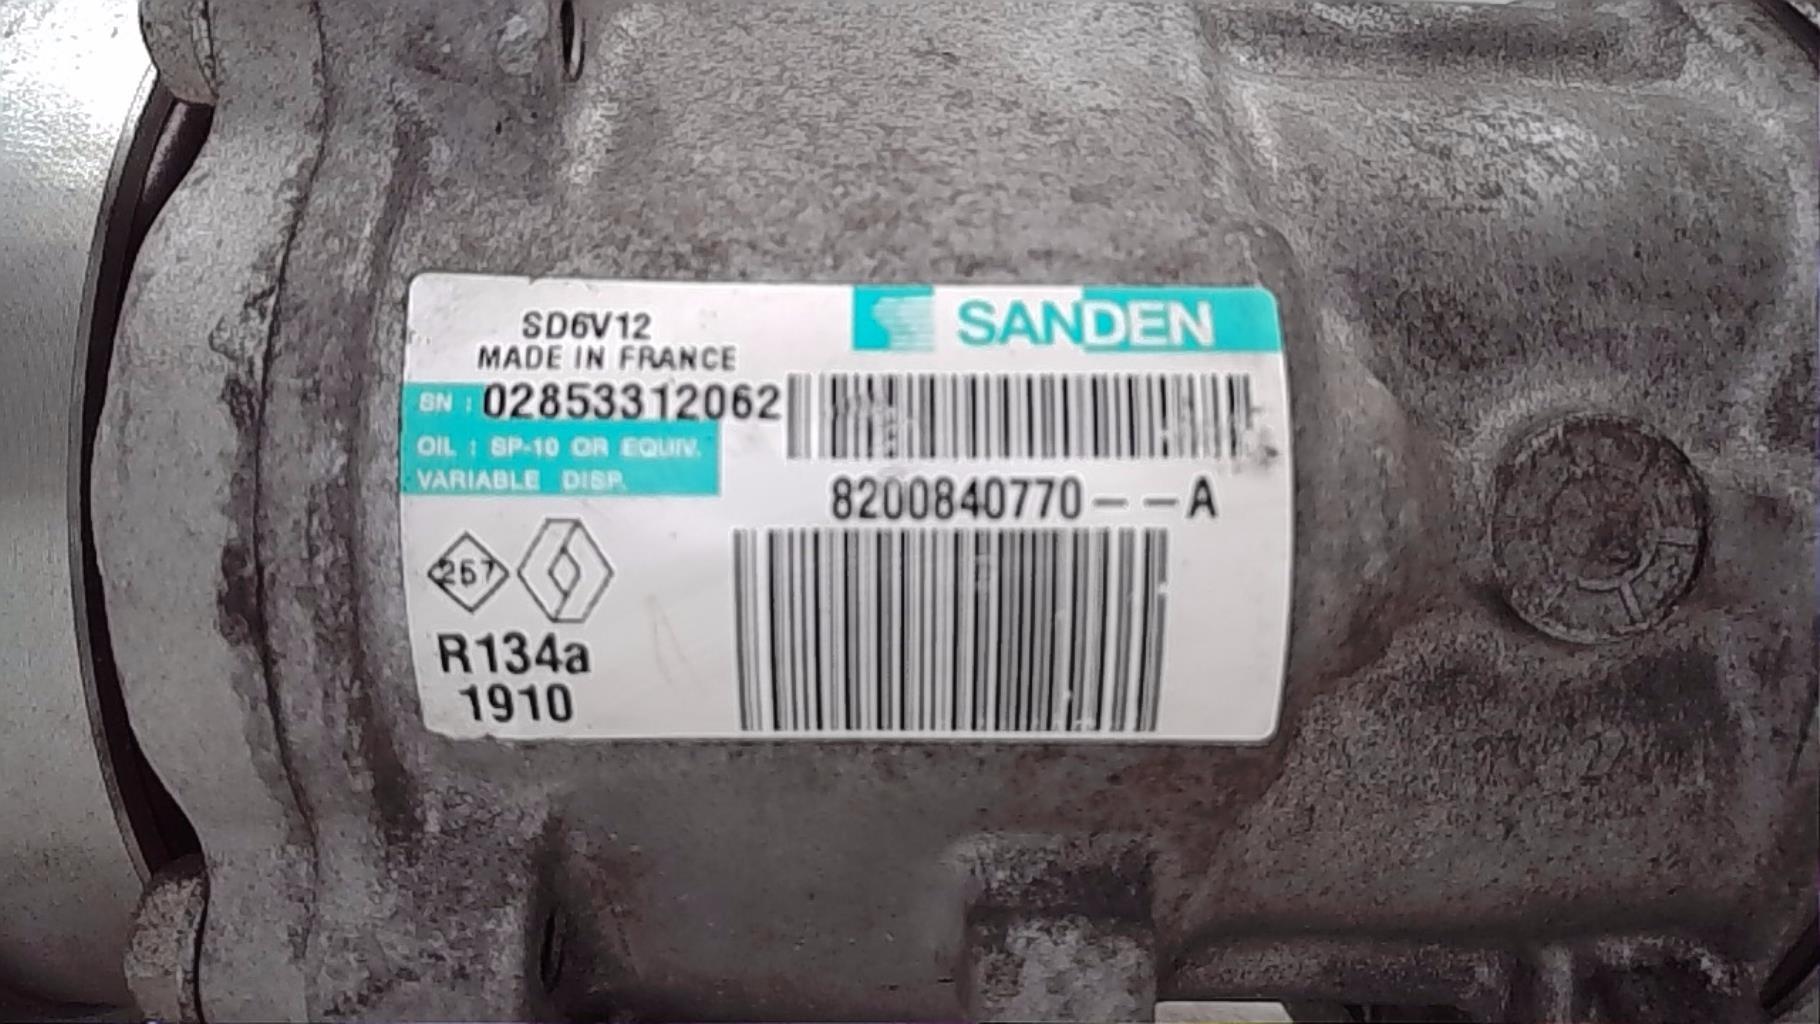 SD6V12
MADE IN FRANCE
SANDEN
SN : 02853312062
OIL : SP-10 OR EQUIV.
VARIABLE DISP.
8200840770--A
257
R134a
1910